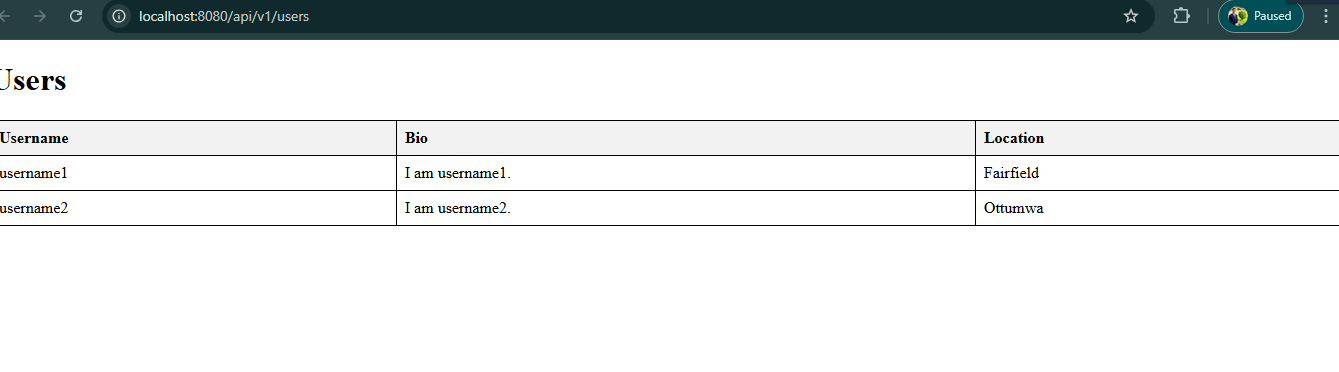 localhost:8080/api/v1/users
Paused
Users
Username Bio Location
username1 I am username1. Fairfield
username2 I am username2. Ottumwa